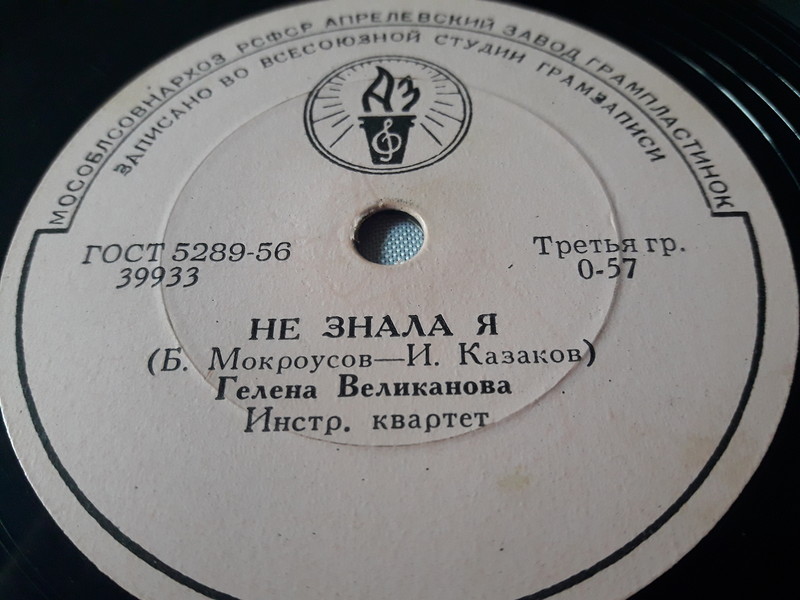 МОСОБЛСОВНАРХОЗ РСФСР АПРЕЛЕВСКИЙ ЗАВОД ГРАМПЛАСТИНОК
ЗАПИСАНО ВО ВСЕСОЮЗНОЙ СТУДИИ ГРАМЗАПИСИ
АЗ
ГОСТ 5289-56
39933
Третья гр.
0-57
НЕ ЗНАЛА Я
(Б. Мокроусов—И. Казаков)
Гелена Великанова
Инстр. квартет